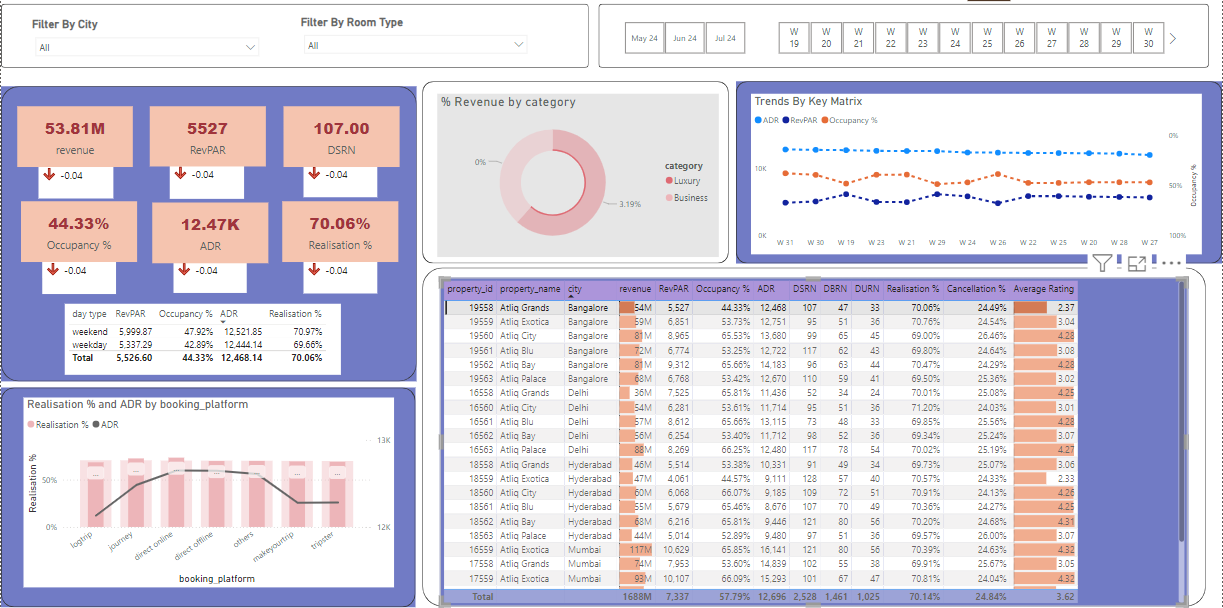 Filter By City
All
Filter By Room Type
All
May 24 Jun 24 Jul 24
W 19 W 20 W 21 W 22 W 23 W 24 W 25 W 26 W 27 W 28 W 29 W 30
53.81M
revenue
-0.04
5527
RevPAR
-0.04
107.00
DSRN
-0.04
44.33%
Occupancy %
-0.04
12.47K
ADR
-0.04
70.06%
Realisation %
-0.04
day type RevPAR Occupancy % ADR Realisation %
weekend 5,999.87 47.92% 12,521.85 70.97%
weekday 5,337.29 42.89% 12,444.14 69.66%
Total 5,526.60 44.33% 12,468.14 70.06%
% Revenue by category
0%
3.19%
category
Luxury
Business
Trends By Key Matrix
ADR RevPAR Occupancy %
10K
0K
0%
50%
100%
Occupancy %
W 31 W 30 W 19 W 23 W 21 W 29 W 24 W 26 W 22 W 25 W 20 W 28 W 27
Realisation % and ADR by booking_platform
Realisation % ADR
Realisation %
50%
0%
13K
12K
... ... ... ... ... ... ...
logtrip journey direct online direct offline others makeyourtrip tripster
booking_platform
property_id property_name city revenue RevPAR Occupancy % ADR DSRN DBRN DURN Realisation % Cancellation % Average Rating
19558 Atliq Grands Bangalore 54M 5,527 44.33% 12,468 107 47 33 70.06% 24.49% 2.37
19559 Atliq Exotica Bangalore 59M 6,851 53.73% 12,751 95 51 36 70.76% 24.54% 3.04
19560 Atliq City Bangalore 81M 8,965 65.53% 13,680 99 65 45 69.00% 26.46% 4.28
19561 Atliq Blu Bangalore 72M 6,774 53.25% 12,722 117 62 43 69.80% 24.64% 3.08
19562 Atliq Bay Bangalore 81M 9,312 65.66% 14,183 96 63 44 70.47% 24.29% 4.28
19563 Atliq Palace Bangalore 68M 6,768 53.42% 12,670 110 59 41 69.50% 25.36% 3.02
16558 Atliq Grands Delhi 36M 7,525 65.81% 11,436 52 34 24 70.01% 25.08% 4.25
16560 Atliq City Delhi 54M 6,281 53.61% 11,714 95 51 36 71.20% 24.03% 3.01
16561 Atliq Blu Delhi 57M 8,612 65.66% 13,115 73 48 33 69.85% 25.56% 4.28
16562 Atliq Bay Delhi 56M 6,254 53.40% 11,712 98 52 36 69.34% 25.24% 3.07
16563 Atliq Palace Delhi 88M 8,269 66.25% 12,480 117 78 54 70.02% 25.19% 4.27
18558 Atliq Grands Hyderabad 46M 5,514 53.38% 10,331 91 49 34 69.73% 25.07% 3.06
18559 Atliq Exotica Hyderabad 47M 4,061 44.57% 9,111 128 57 40 70.57% 24.33% 2.33
18560 Atliq City Hyderabad 60M 6,068 66.07% 9,185 109 72 51 70.91% 24.13% 4.26
18561 Atliq Blu Hyderabad 55M 5,679 65.46% 8,676 107 70 49 70.36% 24.27% 4.25
18562 Atliq Bay Hyderabad 68M 6,216 65.81% 9,446 121 80 56 70.20% 24.68% 4.31
18563 Atliq Palace Hyderabad 44M 5,014 52.89% 9,480 97 51 36 69.57% 26.00% 3.07
16559 Atliq Exotica Mumbai 117M 10,629 65.85% 16,141 121 80 56 70.39% 24.63% 4.32
17558 Atliq Grands Mumbai 74M 7,953 53.60% 14,839 102 55 38 69.91% 25.67% 3.05
17559 Atliq Exotica Mumbai 93M 10,107 66.09% 15,293 101 67 47 70.81% 24.04% 4.32
Total 1688M 7,337 57.79% 12,696 2,528 1,461 1,025 70.14% 24.84% 3.62